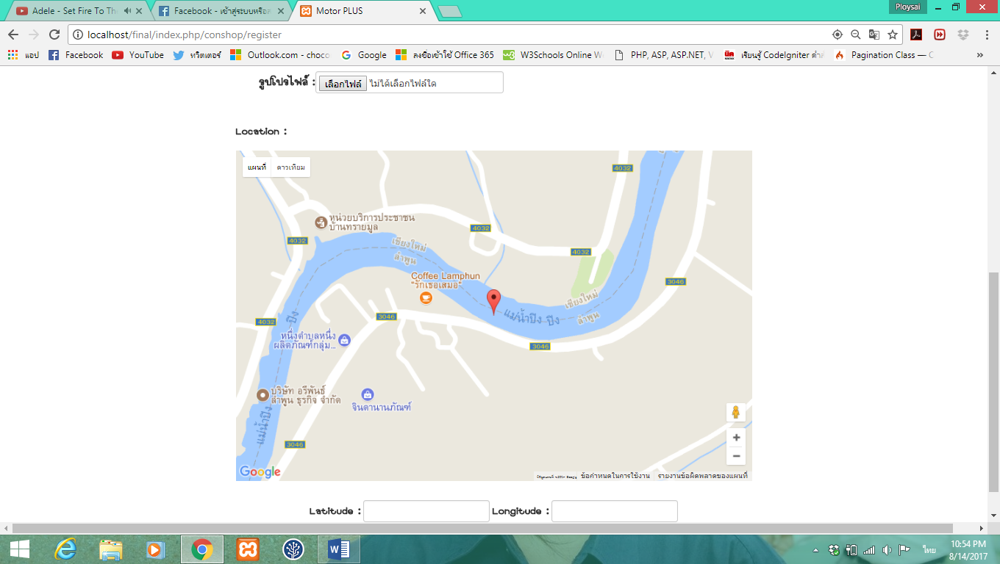 Adele - Set Fire To The
Facebook - เข้าสู่ระบบหรือส
Motor PLUS
Ploysai
localhost/final/index.php/conshop/register
แอป
Facebook
YouTube
ทวิตเตอร์
Outlook.com - choco
Google
ลงชื่อเข้าใช้ Office 365
W3Schools Online W
PHP, ASP, ASP.NET, V
เรียนรู้ CodeIgniter ตำส
Pagination Class — C
»
รูปโปรไฟล์ :
เลือกไฟล์ ไม่ได้เลือกไฟล์ใด
Location :
แผนที่
ดาวเทียม
4032
หน่วยบริการประชาชน
บ้านทรายมูล
4032
4032
เชียงใหม่
ลำพูน
4032
Coffee Lamphun
"รักเธอเสมอ"
3046
เชียงใหม่
ลำพูน
แม่น้ำปิง ปิง
3046
4032
ปิง
หนึ่งตำบลหนึ่ง
ผลิตภัณฑ์กลุ่ม...
3046
บริษัท อรีพันธ์
ลำพูน ธุรกิจ จำกัด
จินดานานภัณฑ์
แม่น้ำปิง
3046
Google
ข้อกำหนดในการใช้งาน
รายงานข้อผิดพลาดของแผนที่
Latitude :
Longitude :
ไทย
10:54 PM
8/14/2017